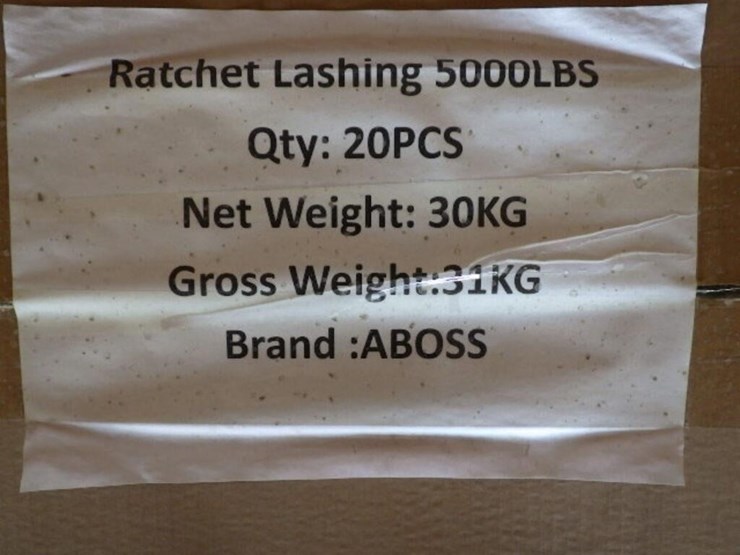 Ratchet Lashing 5000LBS
Qty: 20PCS
Net Weight: 30KG
Gross Weight:31KG
Brand :ABOSS